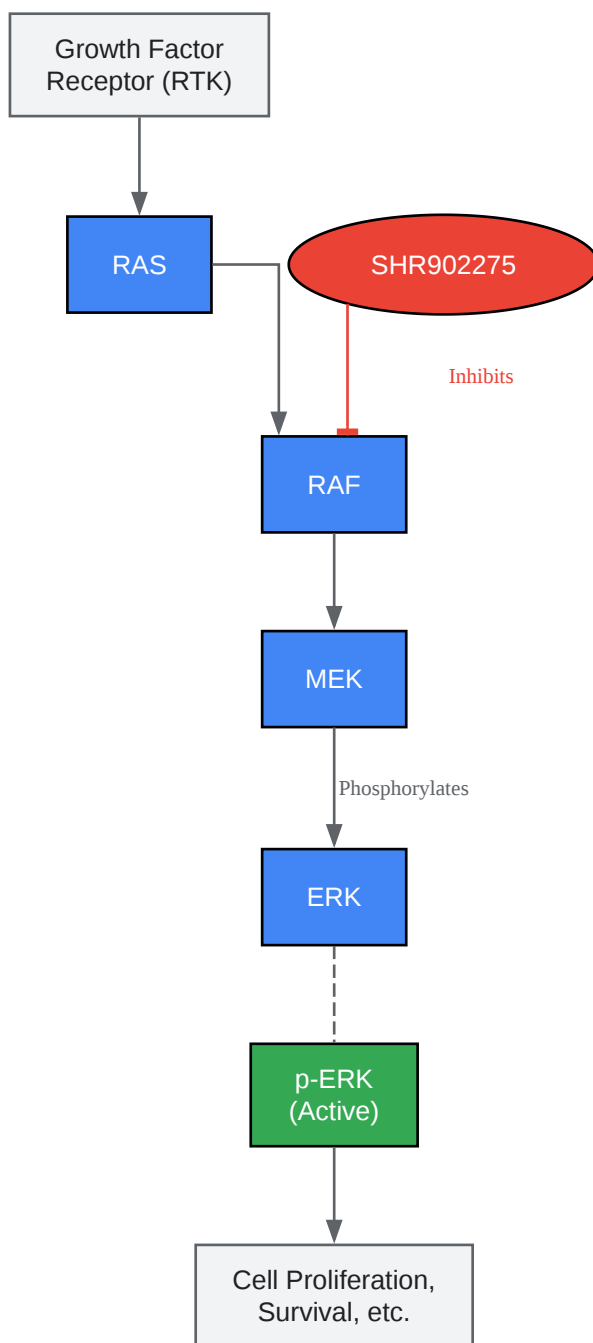 Growth Factor
Receptor (RTK)
RAS
SHR902275
Inhibits
RAF
MEK
Phosphorylates
ERK
p-ERK
(Active)
Cell Proliferation,
Survival, etc.